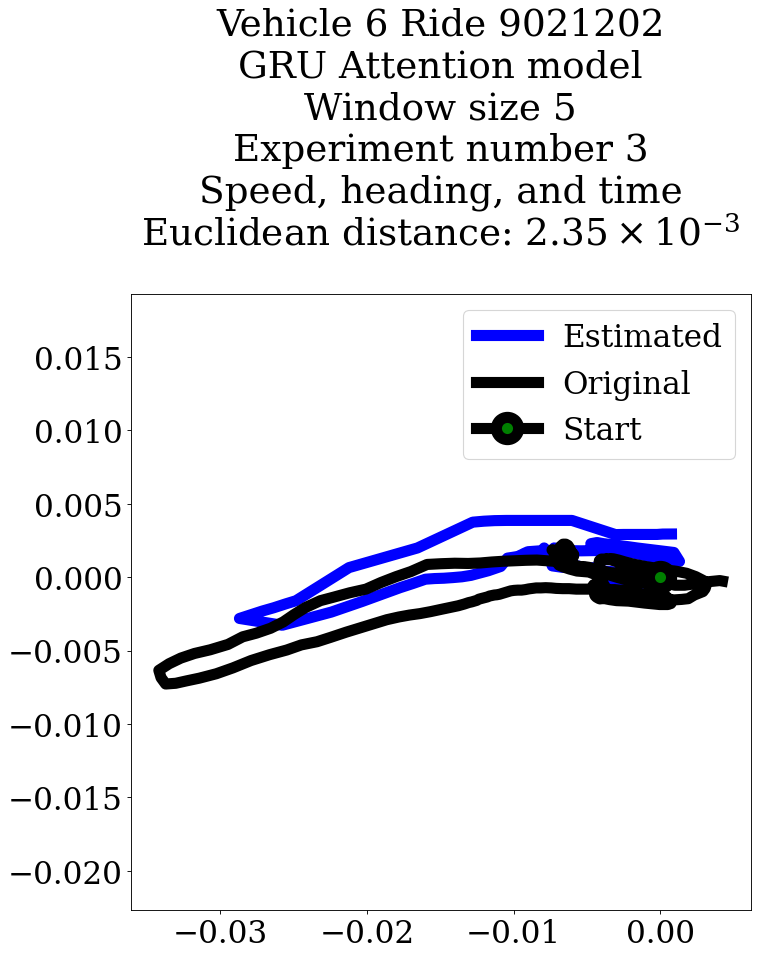 Vehicle 6 Ride 9021202
GRU Attention model
Window size 5
Experiment number 3
Speed, heading, and time
Euclidean distance: 2.35 × 10⁻³
Estimated
Original
Start
0.015
0.010
0.005
0.000
−0.005
−0.010
−0.015
−0.020
−0.03 −0.02 −0.01 0.00